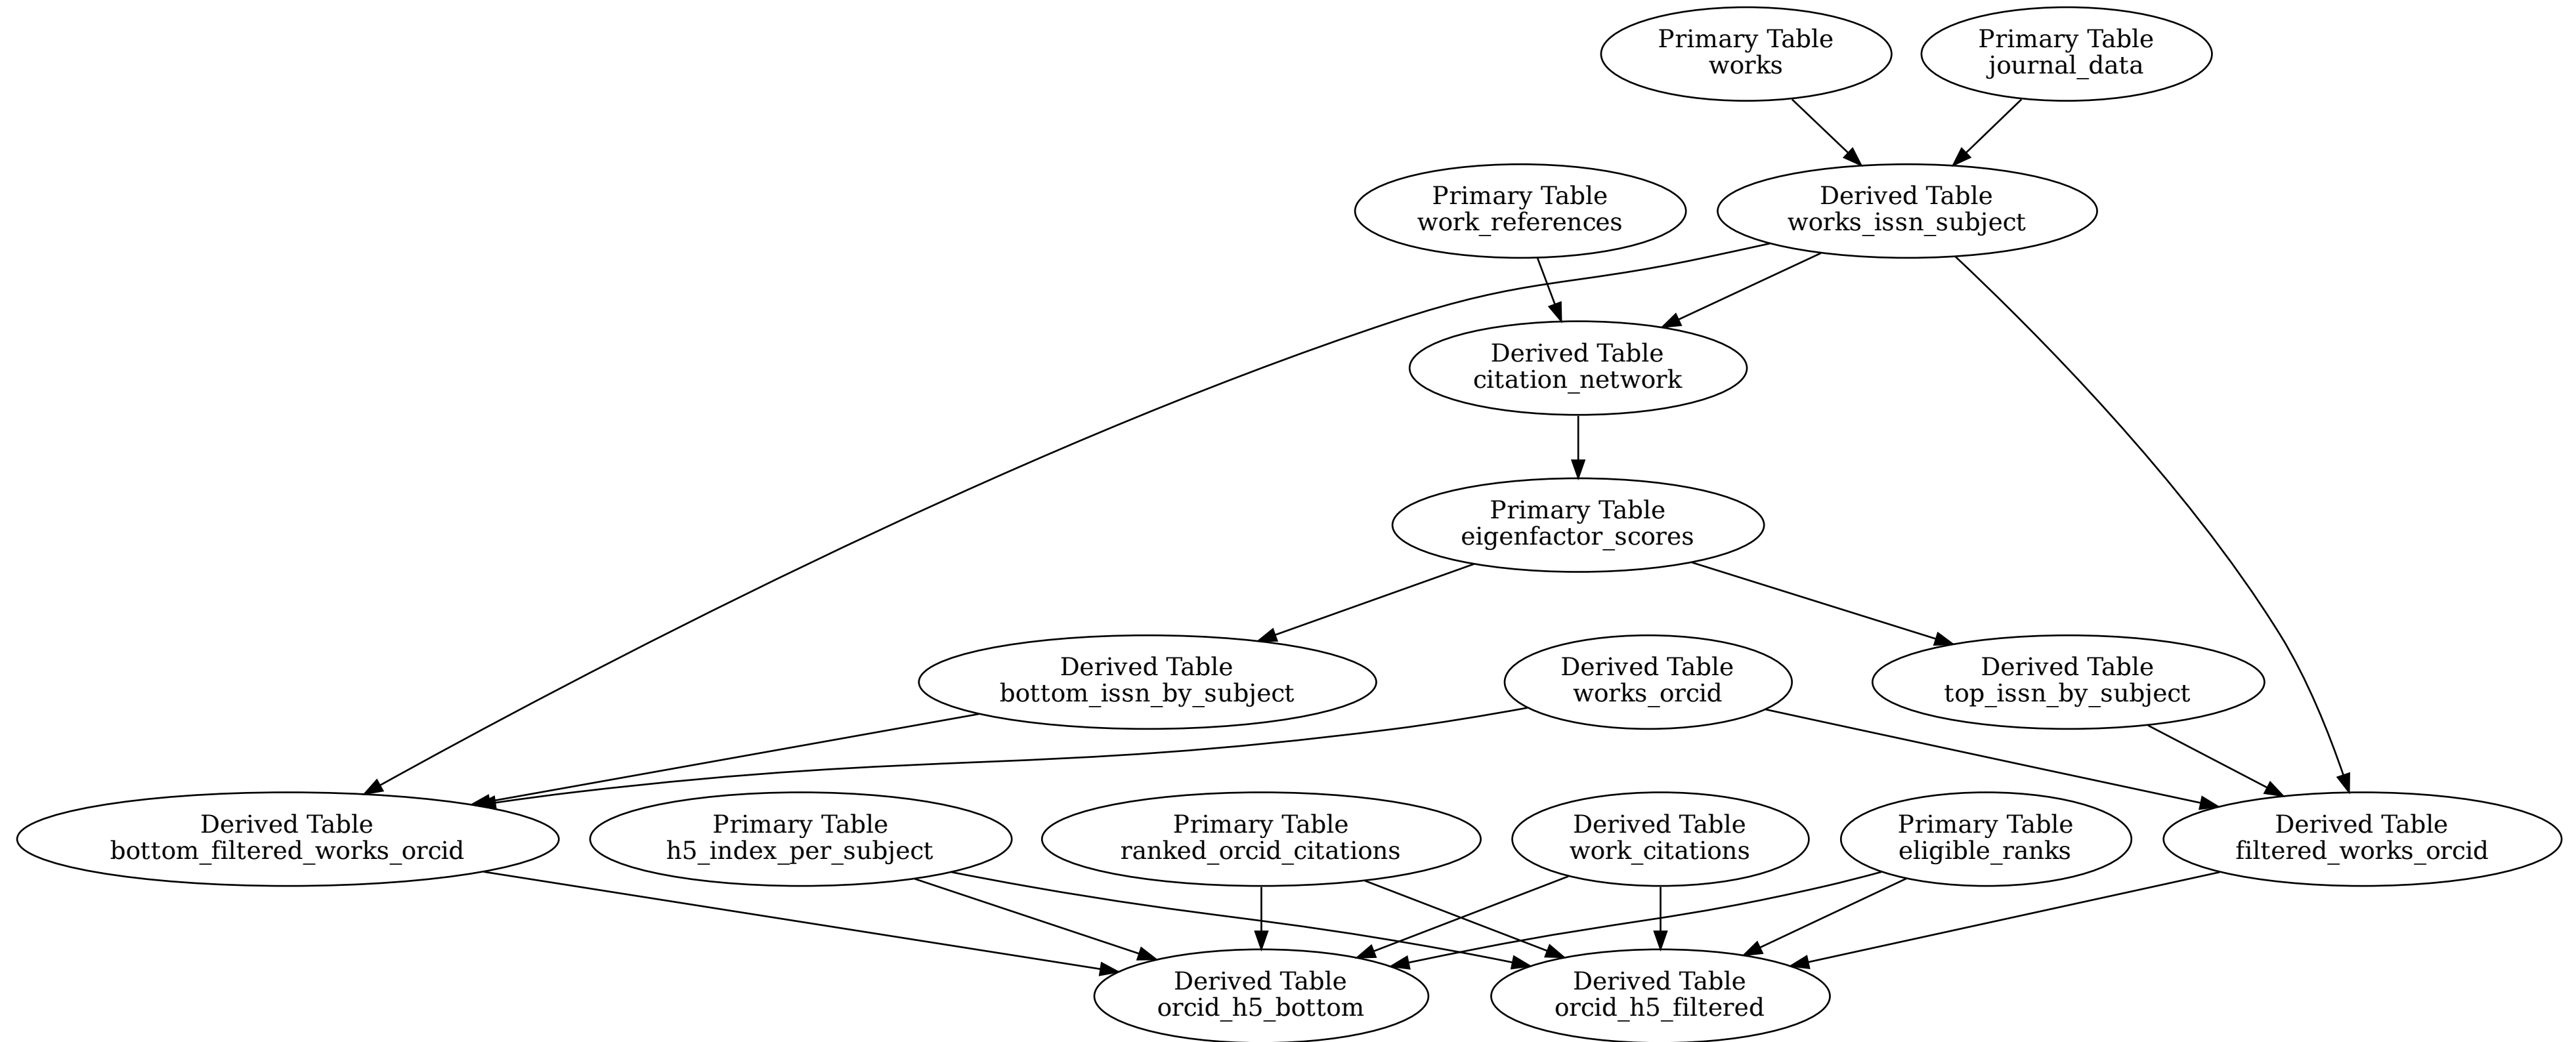 Primary Table
works
Primary Table
journal_data
Primary Table
work_references
Derived Table
works_issn_subject
Derived Table
citation_network
Primary Table
eigenfactor_scores
Derived Table
bottom_issn_by_subject
Derived Table
works_orcid
Derived Table
top_issn_by_subject
Derived Table
bottom_filtered_works_orcid
Primary Table
h5_index_per_subject
Primary Table
ranked_orcid_citations
Derived Table
work_citations
Primary Table
eligible_ranks
Derived Table
filtered_works_orcid
Derived Table
orcid_h5_bottom
Derived Table
orcid_h5_filtered